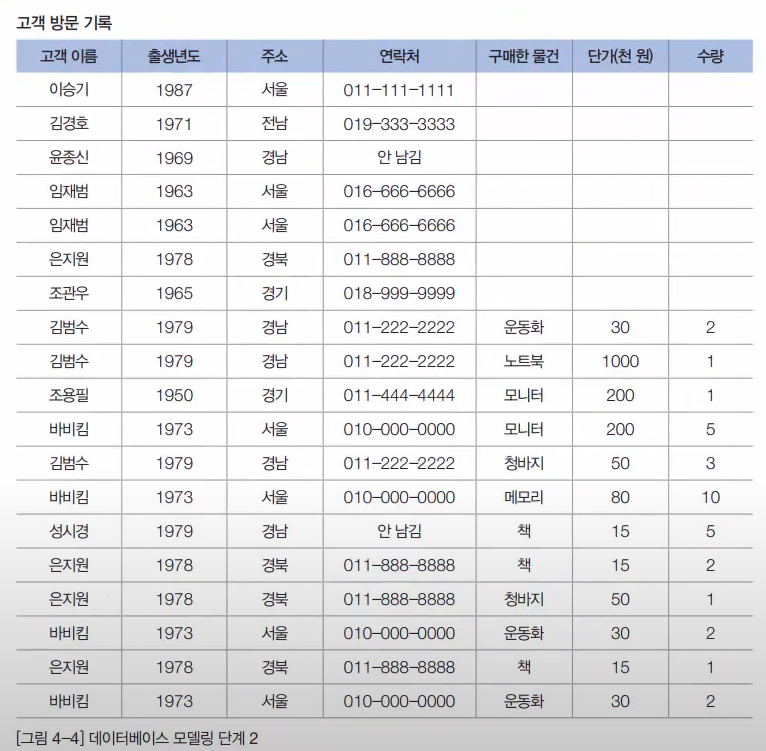 고객 방문 기록
고객 이름 출생년도 주소 연락처 구매한 물건 단가(천 원) 수량
이승기 1987 서울 011-111-1111
김경호 1971 전남 019-333-3333
윤종신 1969 경남 안 남김
임재범 1963 서울 016-666-6666
임재범 1963 서울 016-666-6666
은지원 1978 경북 011-888-8888
조관우 1965 경기 018-999-9999
김범수 1979 경남 011-222-2222 운동화 30 2
김범수 1979 경남 011-222-2222 노트북 1000 1
조용필 1950 경기 011-444-4444 모니터 200 1
바비킴 1973 서울 010-000-0000 모니터 200 5
김범수 1979 경남 011-222-2222 청바지 50 3
바비킴 1973 서울 010-000-0000 메모리 80 10
성시경 1979 경남 안 남김 책 15 5
은지원 1978 경북 011-888-8888 책 15 2
은지원 1978 경북 011-888-8888 청바지 50 1
바비킴 1973 서울 010-000-0000 운동화 30 2
은지원 1978 경북 011-888-8888 책 15 1
바비킴 1973 서울 010-000-0000 운동화 30 2
[그림 4-4] 데이터베이스 모델링 단계 2